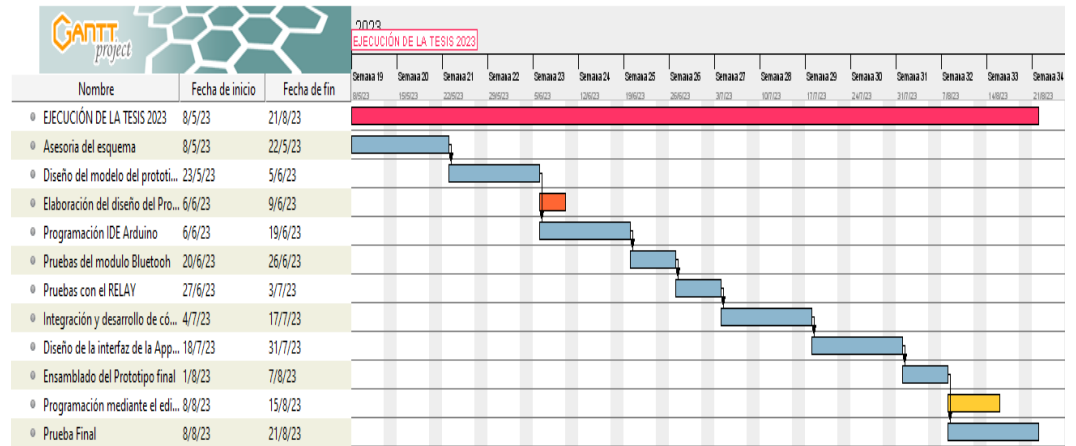 GANTT
project
2023
EJECUCIÓN DE LA TESIS 2023
Semana 19 Semana 20 Semana 21 Semana 22 Semana 23 Semana 24 Semana 25 Semana 26 Semana 27 Semana 28 Semana 29 Semana 30 Semana 31 Semana 32 Semana 33 Semana 34
8/5/23 15/5/23 22/5/23 29/5/23 5/6/23 12/6/23 19/6/23 26/6/23 3/7/23 10/7/23 17/7/23 24/7/23 31/7/23 7/8/23 14/8/23 21/8/23
Nombre Fecha de inicio Fecha de fin
EJECUCIÓN DE LA TESIS 2023 8/5/23 21/8/23
Asesoria del esquema 8/5/23 22/5/23
Diseño del modelo del prototi... 23/5/23 5/6/23
Elaboración del diseño del Pro... 6/6/23 9/6/23
Programación IDE Arduino 6/6/23 19/6/23
Pruebas del modulo Bluetooh 20/6/23 26/6/23
Pruebas con el RELAY 27/6/23 3/7/23
Integración y desarrollo de có... 4/7/23 17/7/23
Diseño de la interfaz de la App... 18/7/23 31/7/23
Ensamblado del Prototipo final 1/8/23 7/8/23
Programación mediante el edi... 8/8/23 15/8/23
Prueba Final 8/8/23 21/8/23